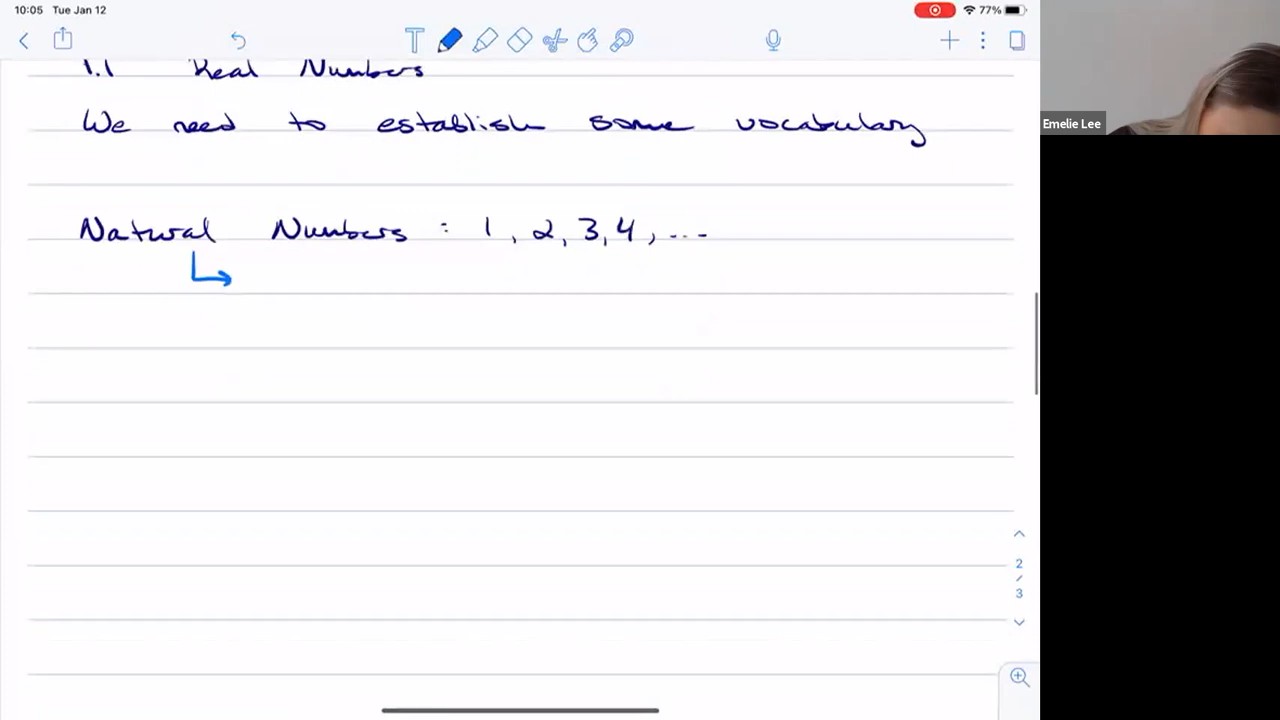 10:05 Tue Jan 12
77%
1.1 Real Numbers
We need to establish some vocabulary
Emelie Lee
Natural Numbers : 1, 2, 3, 4, ...
2
3